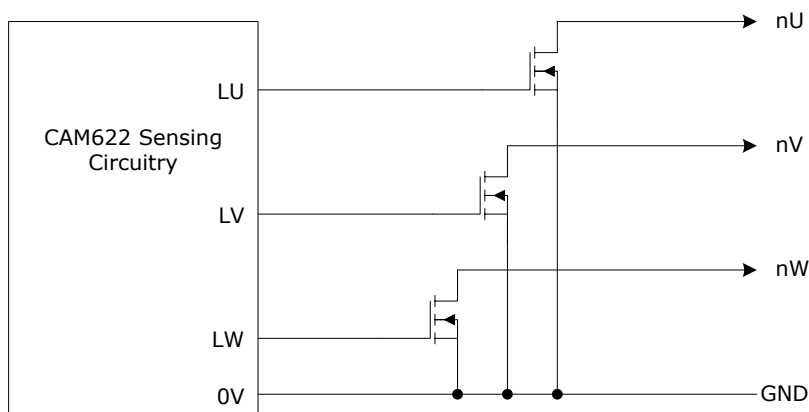 nU
LU
CAM622 Sensing
Circuitry
nV
LV
nW
LW
0V
GND